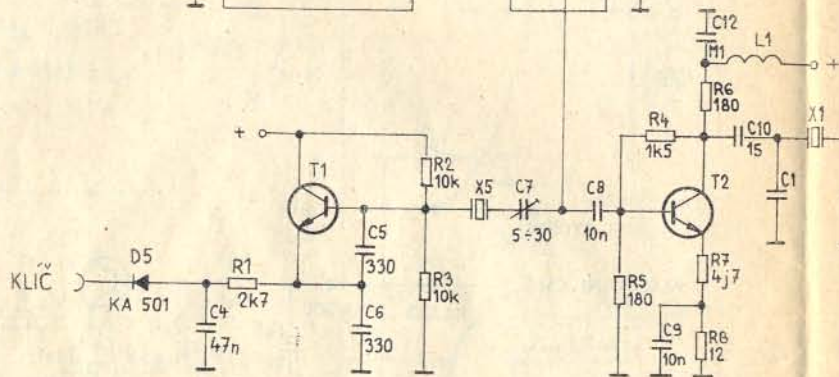 C12
M1
L1
+
R6
180
R4
1k5
C10
15
X1
+
T1
R2
10k
X5
C7
5÷30
C8
10n
T2
C1
C5
330
D5
KLÍČ
KA 501
R1
2k7
R3
10k
R5
180
R7
4j7
C4
47n
C6
330
C9
10n
R8
12